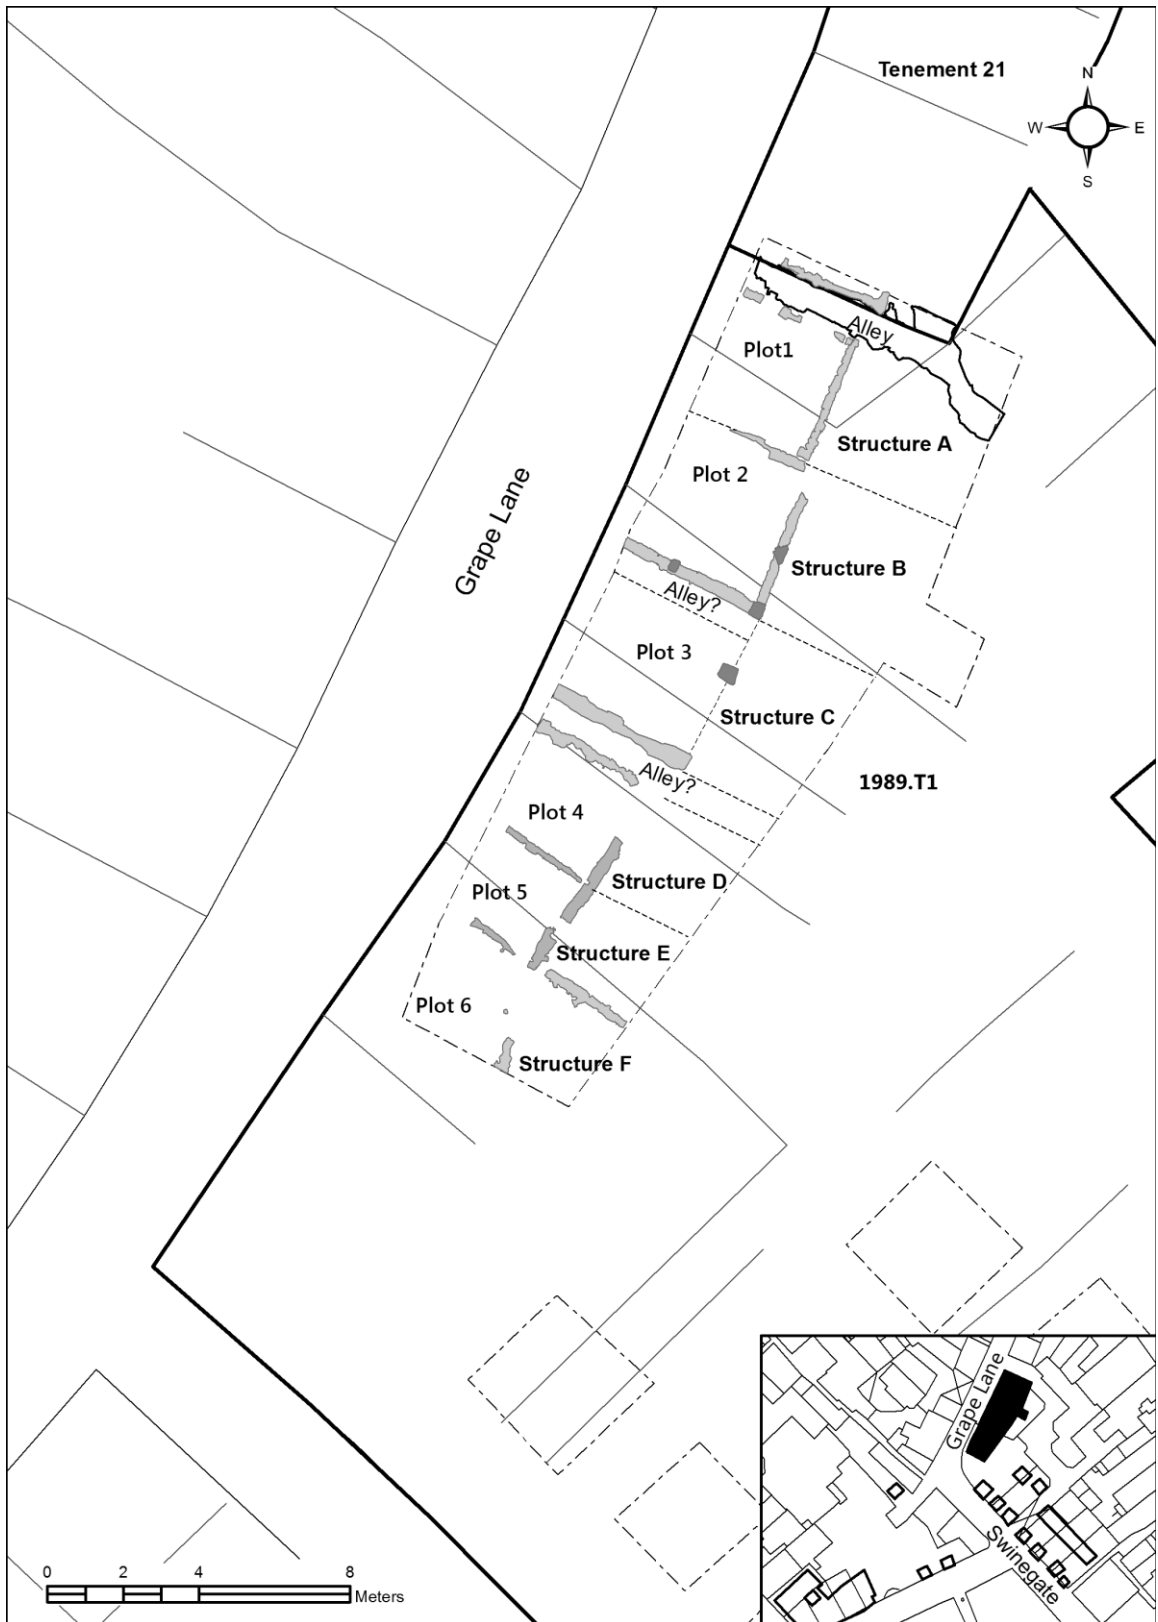 Tenement 21
N
W E
S
Alley
Plot1
Structure A
Plot 2
Grape Lane
Structure B
Alley?
Plot 3
Structure C
Alley?
1989.T1
Plot 4
Structure D
Plot 5
Structure E
Plot 6
Structure F
Grape Lane
Swinegate
0 2 4 8
Meters